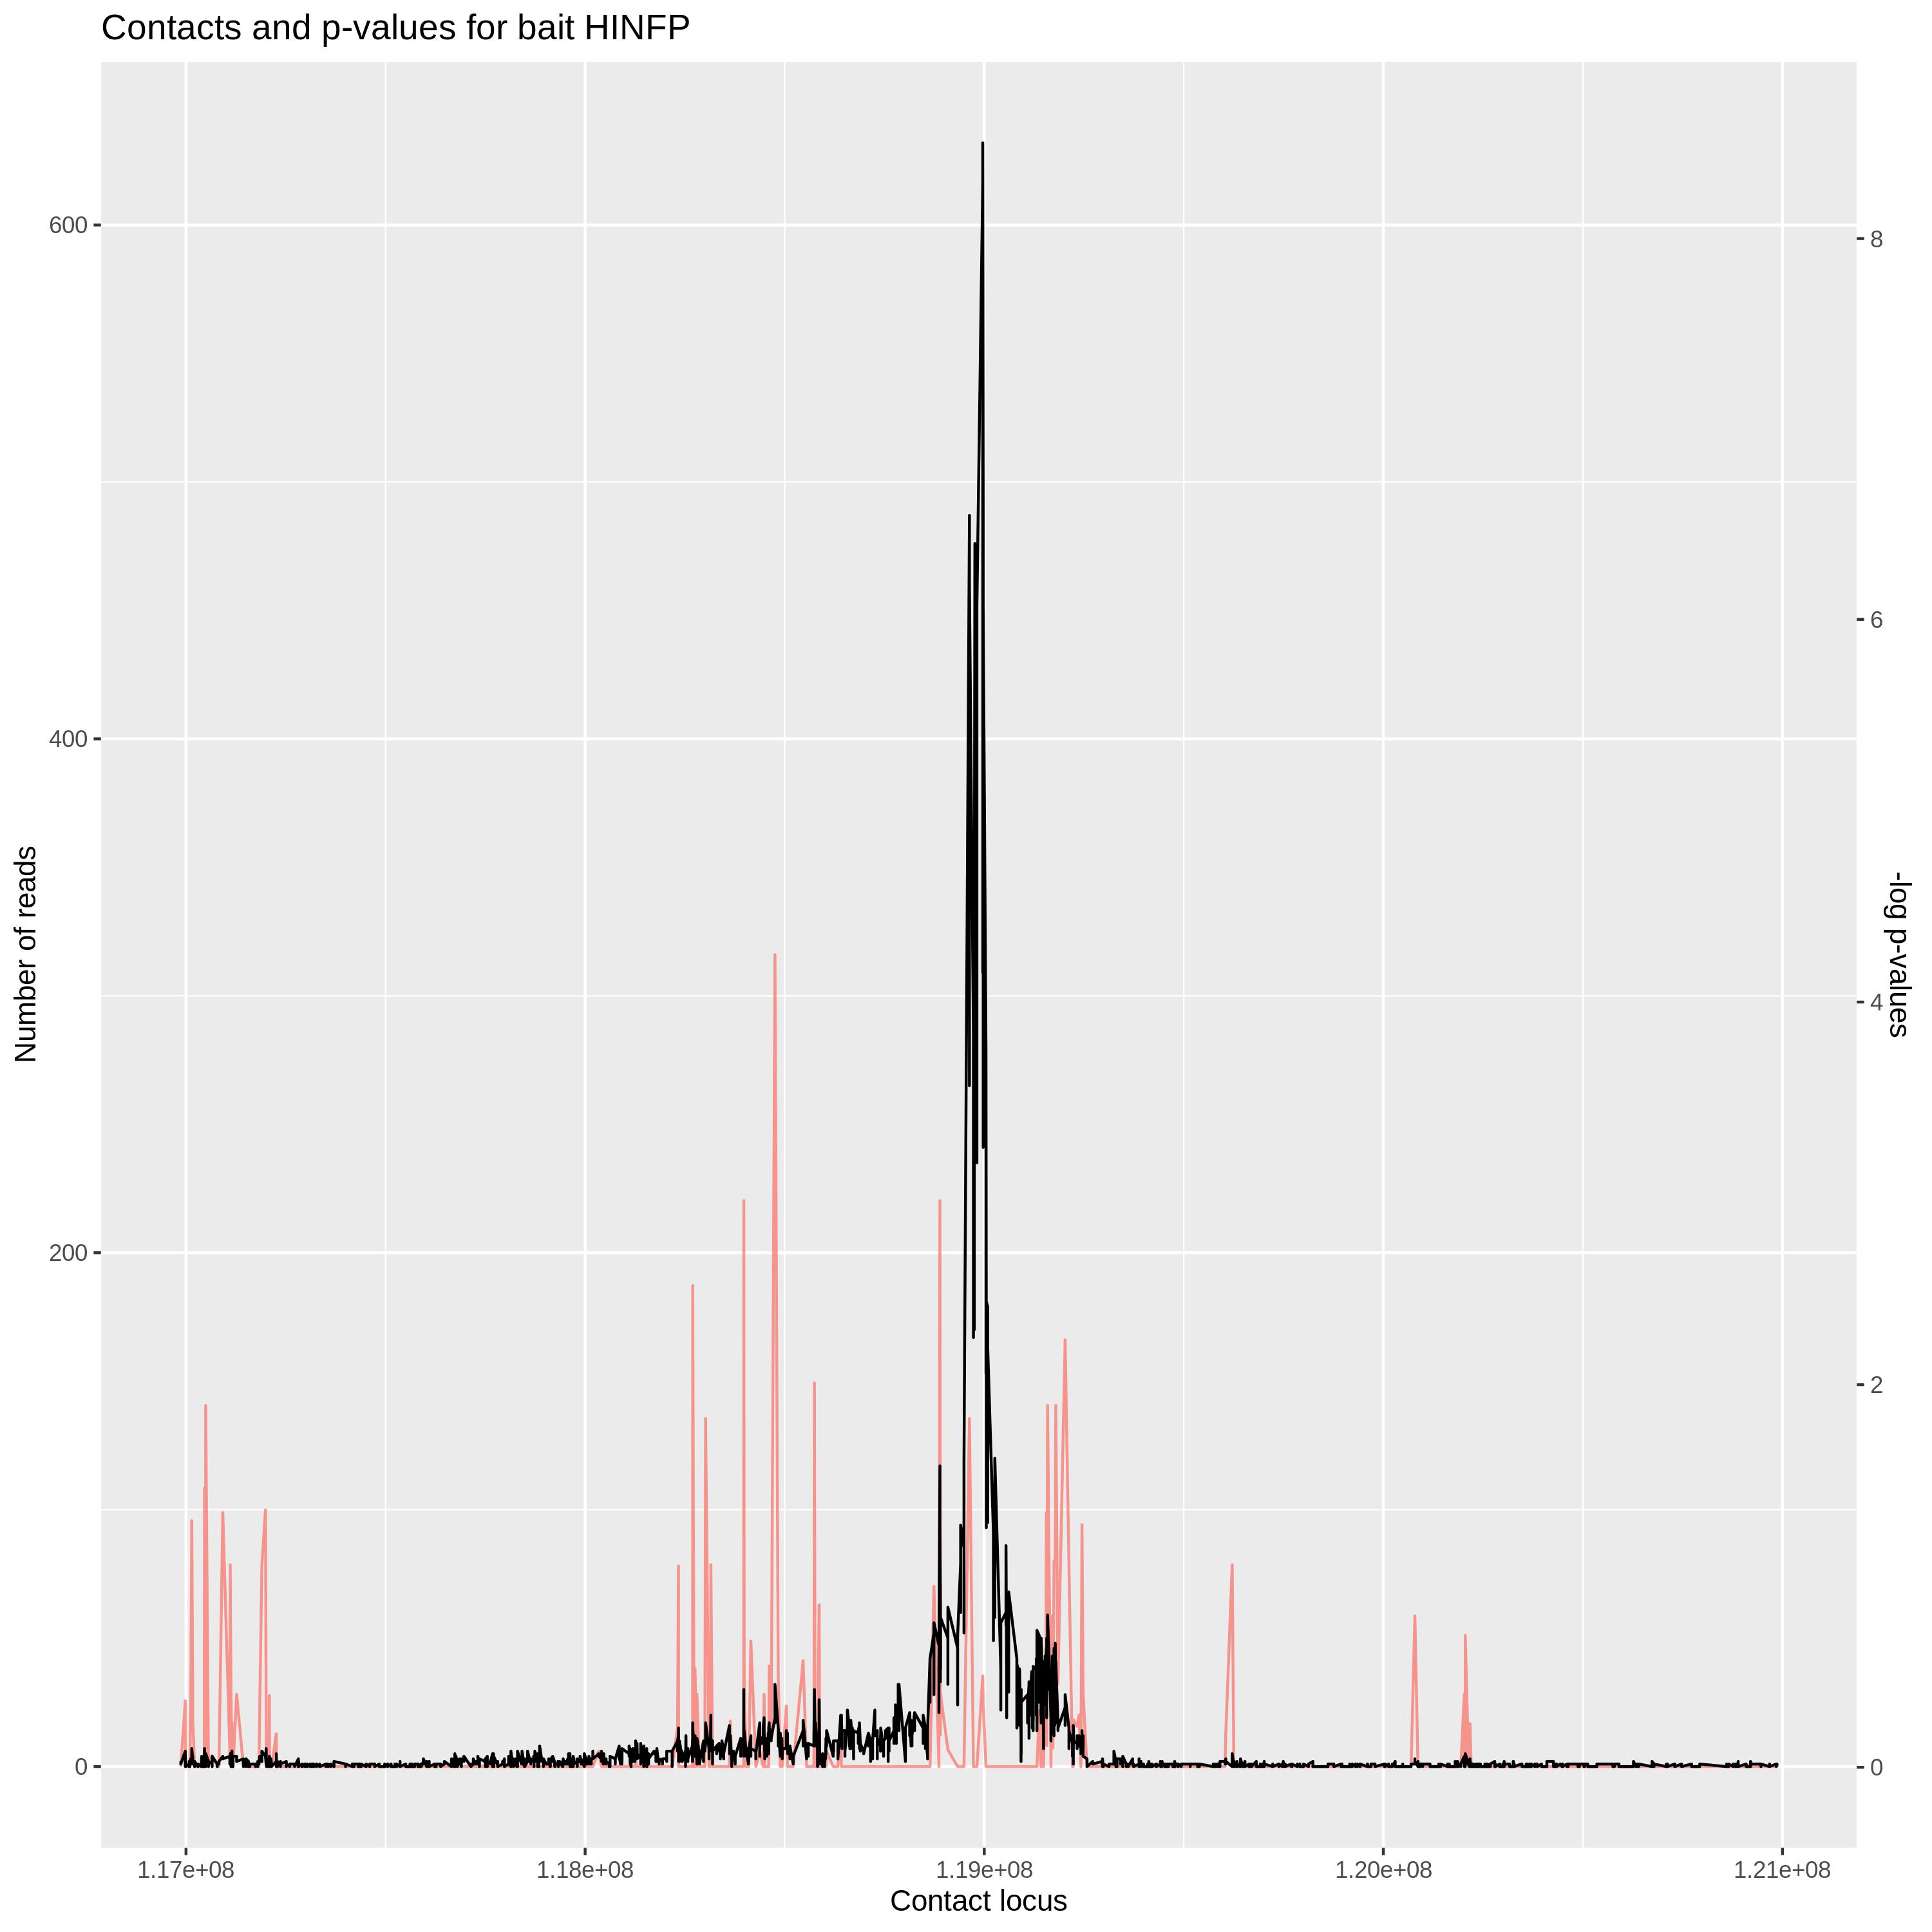 Contacts and p-values for bait HINFP
Number of reads
600
400
200
0
8
6
4
2
0
-log p-values
1.17e+08 1.18e+08 1.19e+08 1.20e+08 1.21e+08
Contact locus